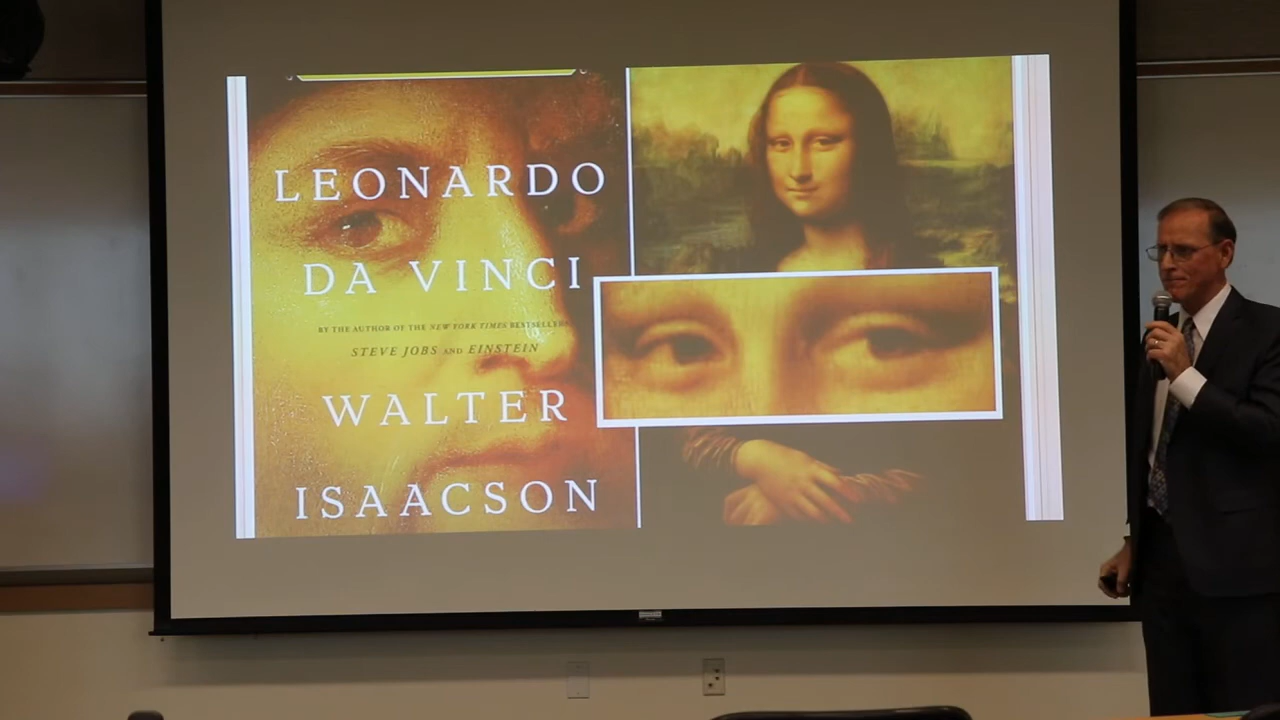 LEONARDO
DA VINCI
BY THE AUTHOR OF THE NEW YORK TIMES BESTSELLERS
STEVE JOBS AND EINSTEIN
WALTER
ISAACSON